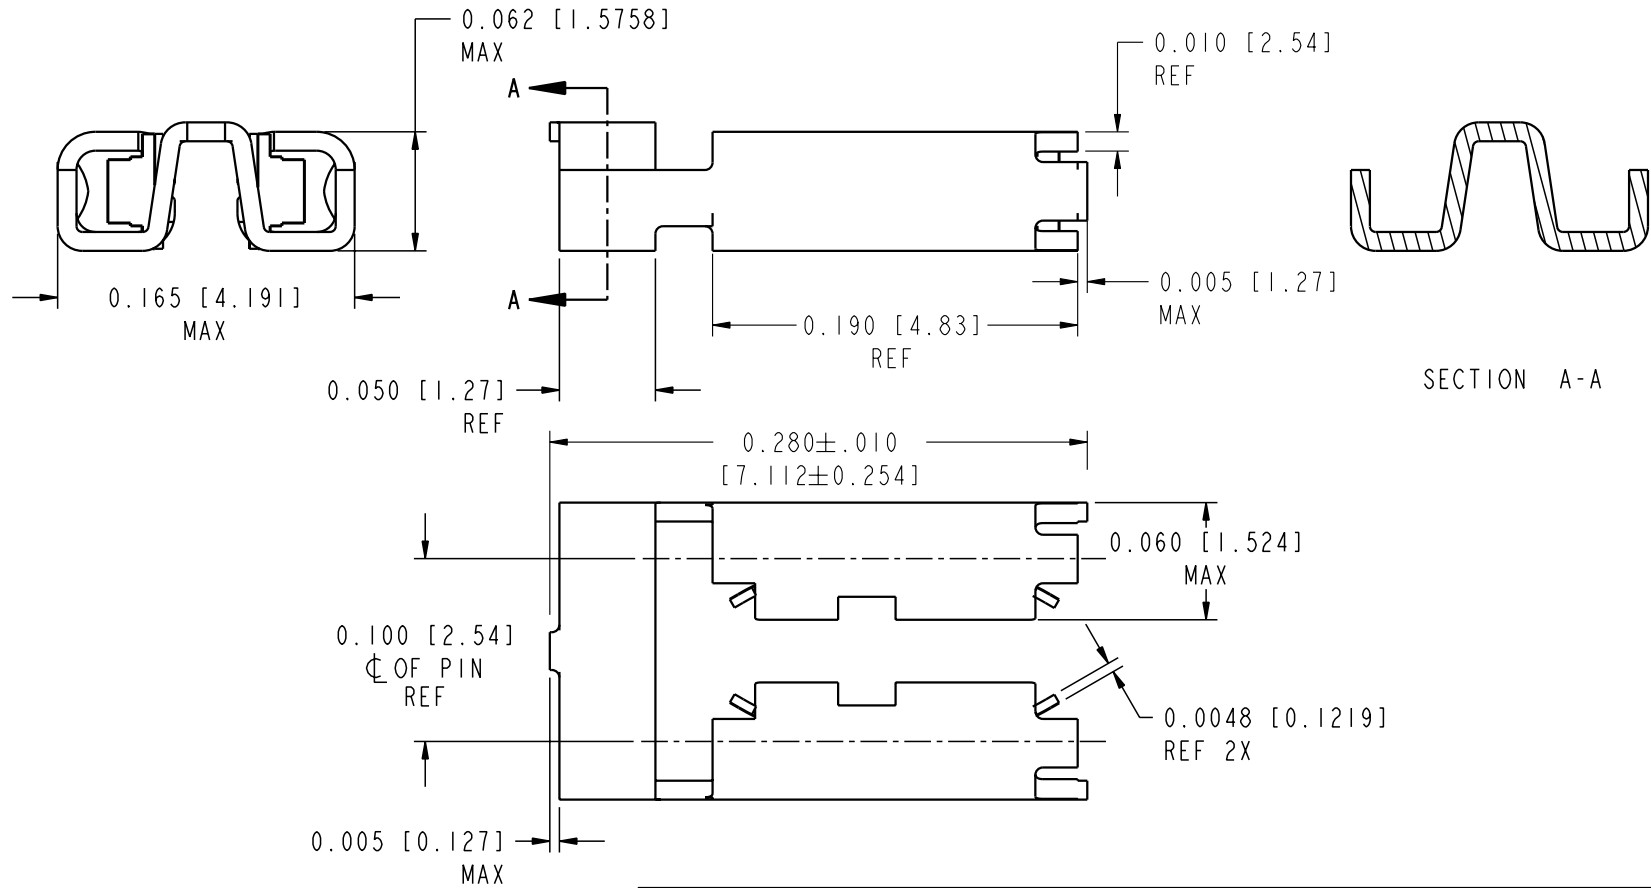 0.062 [1.5758]
MAX
0.010 [2.54]
REF
A
A
0.165 [4.191]
MAX
0.005 [1.27]
MAX
0.190 [4.83]
REF
SECTION A-A
0.050 [1.27]
REF
0.280±.010
[7.112±0.254]
0.060 [1.524]
MAX
0.100 [2.54]
℄ OF PIN
REF
0.0048 [0.1219]
REF 2X
0.005 [0.127]
MAX